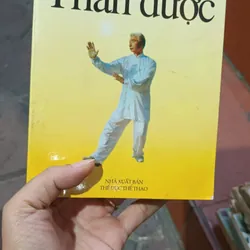 Thần dược
NHÀ XUẤT BẢN
THỂ DỤC THỂ THAO